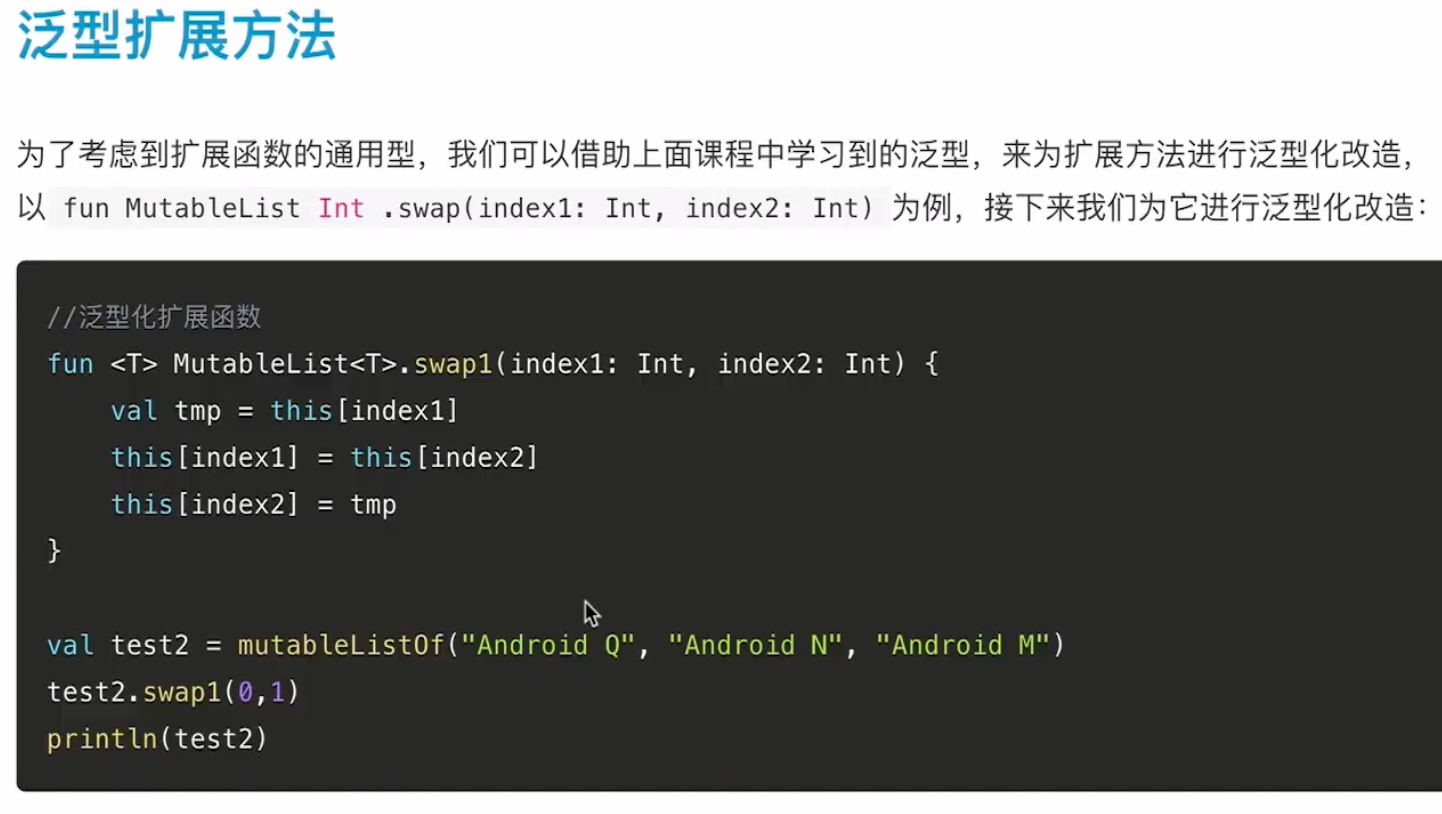 泛型扩展方法
为了考虑到扩展函数的通用型，我们可以借助上面课程中学习到的泛型，来为扩展方法进行泛型化改造，
以 fun MutableList Int .swap(index1: Int, index2: Int) 为例，接下来我们为它进行泛型化改造：
//泛型化扩展函数
fun <T> MutableList<T>.swap1(index1: Int, index2: Int) {
    val tmp = this[index1]
    this[index1] = this[index2]
    this[index2] = tmp
}
val test2 = mutableListOf("Android Q", "Android N", "Android M")
test2.swap1(0,1)
println(test2)